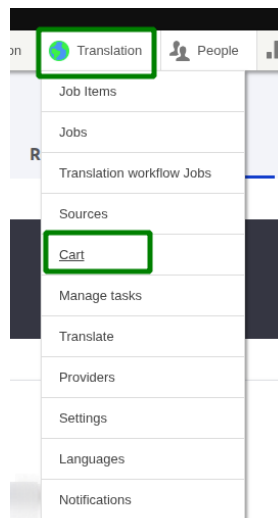 on Translation People
Job Items
Jobs
R
Translation workflow Jobs
Sources
Cart
Manage tasks
Translate
Providers
Settings
Languages
Notifications